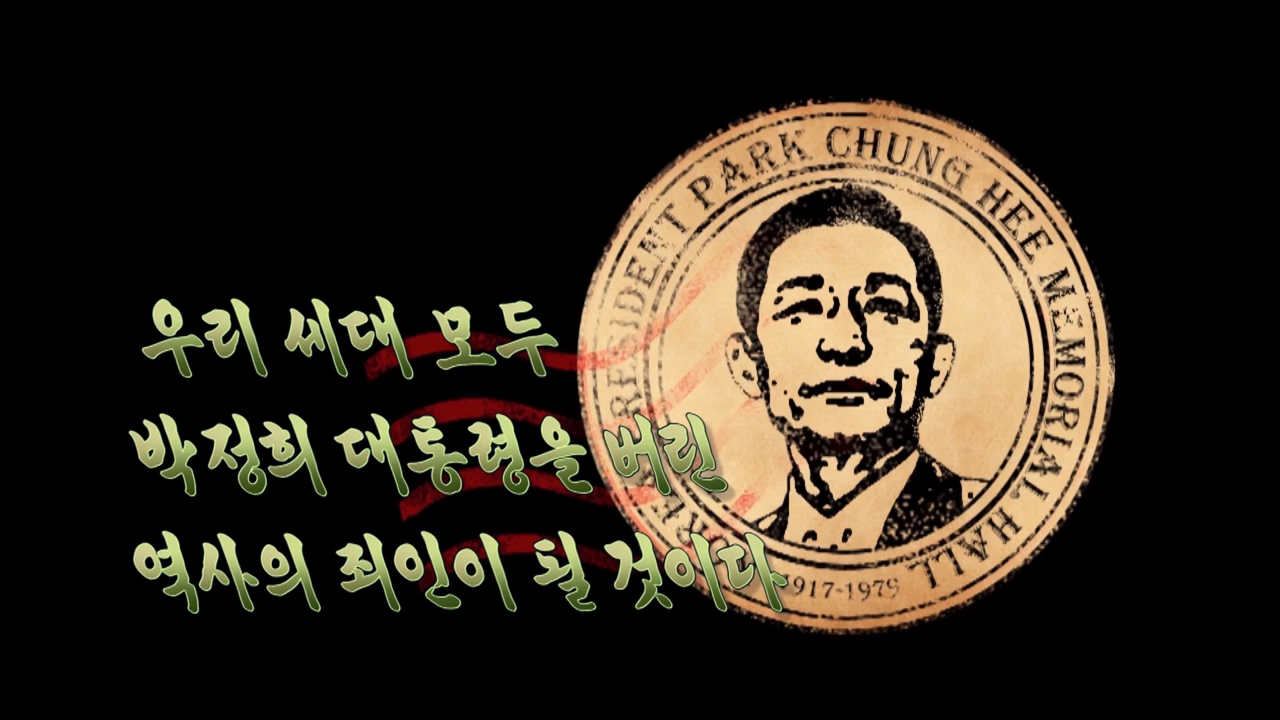 PRESIDENT PARK CHUNG HEE MEMORIAL HALL
우리 세대 모두
박정희 대통령을 버린
역사의 죄인이 될 것이다
1917-1979